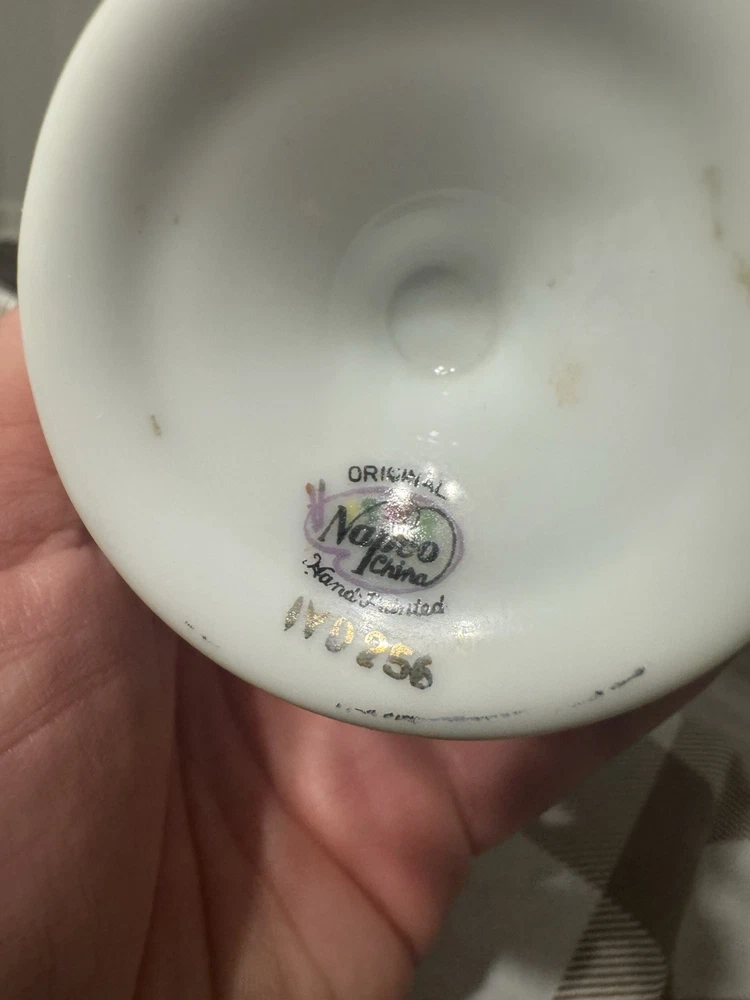 ORIGINAL
Napco
China
Hand Painted
IVD256